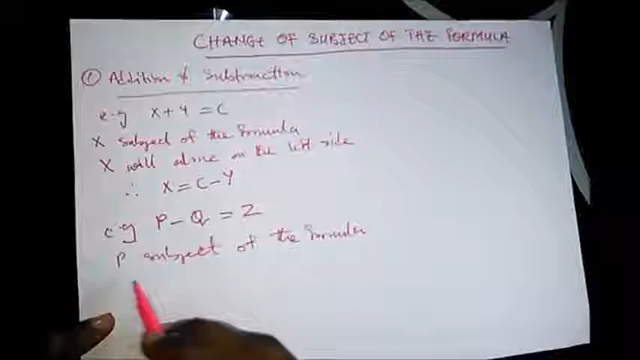 CHANGE OF SUBJECT OF THE FORMULA
① Addition & Subtraction
e-g x + y = C
x subject of the formula
x will alone on the left side
∴ x = C - y
e g P - Q = Z
P subject of the formula